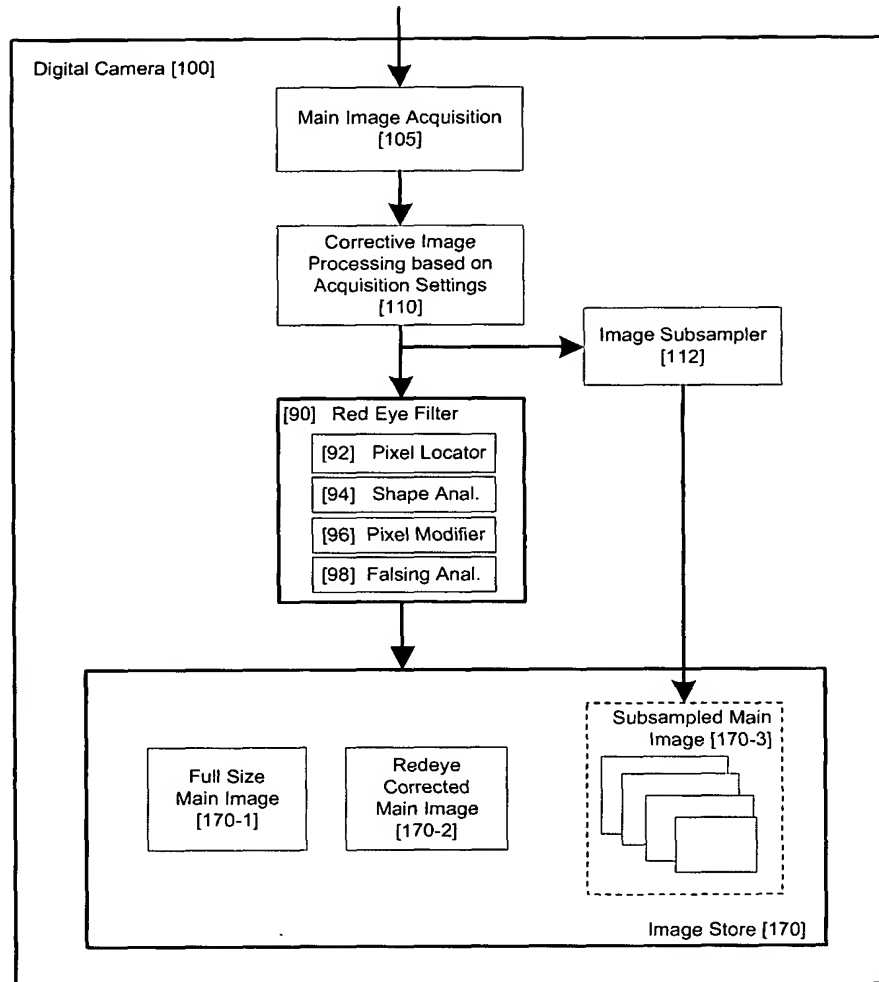 Digital Camera [100]
Main Image Acquisition
[105]
Corrective Image
Processing based on
Acquisition Settings
[110]
Image Subsampler
[112]
[90] Red Eye Filter
[92] Pixel Locator
[94] Shape Anal.
[96] Pixel Modifier
[98] Falsing Anal.
Subsampled Main
Image [170-3]
Full Size
Main Image
[170-1]
Redeye
Corrected
Main Image
[170-2]
Image Store [170]